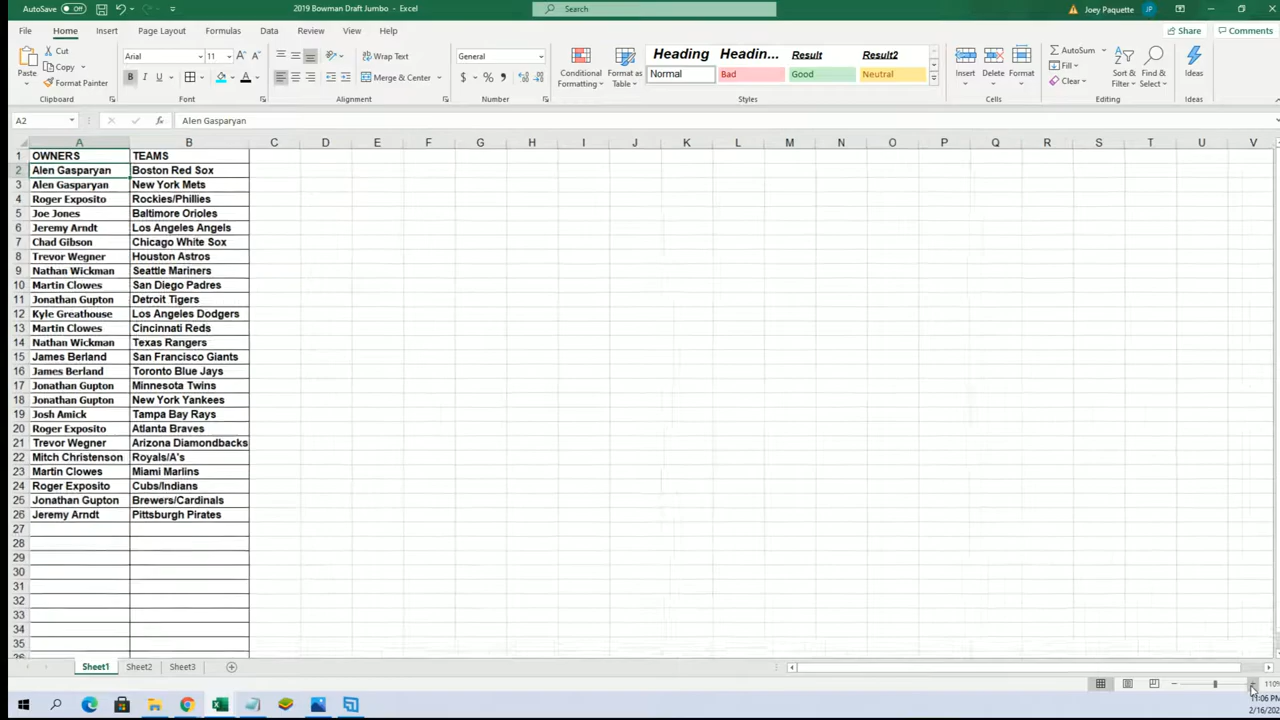 AutoSave Off 2019 Bowman Draft Jumbo - Excel Search Joey Paquette JP
File Home Insert Page Layout Formulas Data Review View Help Share Comments
Paste Cut Copy Format Painter Clipboard
Arial 11 B I U A Font
Wrap Text Merge & Center Alignment
General $ % Number
Conditional Formatting Format as Table
Heading Headin... Result Result2
Normal Bad Good Neutral
Styles
Insert Delete Format Cells
AutoSum Fill Clear Sort & Filter Find & Select Editing
Ideas Ideas
A2 fx Alen Gasparyan
A B C D E F G H I J K L M N O P Q R S T U V
1 OWNERS TEAMS
2 Alen Gasparyan Boston Red Sox
3 Alen Gasparyan New York Mets
4 Roger Exposito Rockies/Phillies
5 Joe Jones Baltimore Orioles
6 Jeremy Arndt Los Angeles Angels
7 Chad Gibson Chicago White Sox
8 Trevor Wegner Houston Astros
9 Nathan Wickman Seattle Mariners
10 Martin Clowes San Diego Padres
11 Jonathan Gupton Detroit Tigers
12 Kyle Greathouse Los Angeles Dodgers
13 Martin Clowes Cincinnati Reds
14 Nathan Wickman Texas Rangers
15 James Berland San Francisco Giants
16 James Berland Toronto Blue Jays
17 Jonathan Gupton Minnesota Twins
18 Jonathan Gupton New York Yankees
19 Josh Amick Tampa Bay Rays
20 Roger Exposito Atlanta Braves
21 Trevor Wegner Arizona Diamondbacks
22 Mitch Christenson Royals/A's
23 Martin Clowes Miami Marlins
24 Roger Exposito Cubs/Indians
25 Jonathan Gupton Brewers/Cardinals
26 Jeremy Arndt Pittsburgh Pirates
27
28
29
30
31
32
33
34
35
Sheet1 Sheet2 Sheet3
110%
11:06 PM
2/16/202